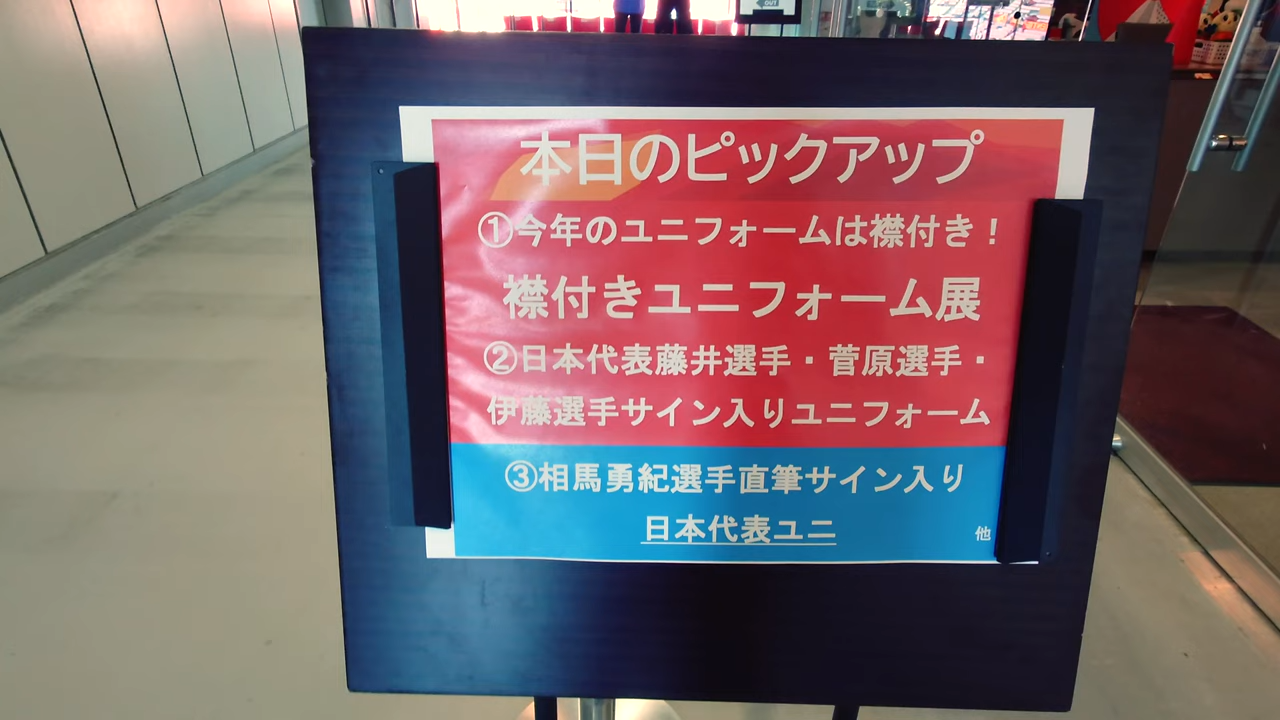 OUT
本日のピックアップ
①今年のユニフォームは襟付き！
襟付きユニフォーム展
②日本代表藤井選手・菅原選手・
伊藤選手サイン入りユニフォーム
③相馬勇紀選手直筆サイン入り
日本代表ユニ
他